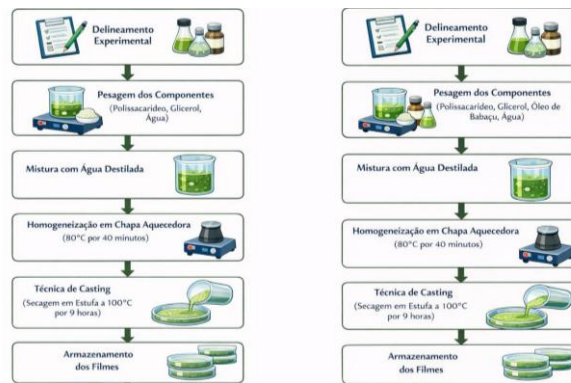 Delineamento
Experimental
Pesagem dos Componentes
(Polissacarídeo, Glicerol,
Água)
Mistura com Água Destilada
Homogeneização em Chapa Aquecedora
(80°C por 40 minutos)
Técnica de Casting
(Secagem em Estufa a 100°C
por 9 horas)
Armazenamento
dos Filmes
Delineamento
Experimental
Pesagem dos Componentes
(Polissacarídeo, Glicerol, Óleo de
Babaçu, Água)
Mistura com Água Destilada
Homogeneização em Chapa Aquecedora
(80°C por 40 minutos)
Técnica de Casting
(Secagem em Estufa a 100°C
por 9 horas)
Armazenamento
dos Filmes